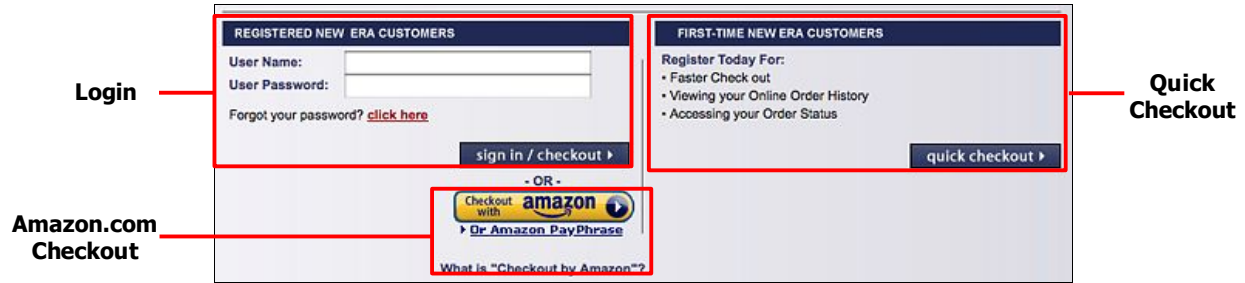 REGISTERED NEW ERA CUSTOMERS
User Name:
User Password:
Forgot your password? click here
sign in / checkout
FIRST-TIME NEW ERA CUSTOMERS
Register Today For:
• Faster Check out
• Viewing your Online Order History
• Accessing your Order Status
quick checkout
- OR -
Checkout with amazon
Or Amazon PayPhrase
What is "Checkout by Amazon"?
Login
Amazon.com
Checkout
Quick
Checkout